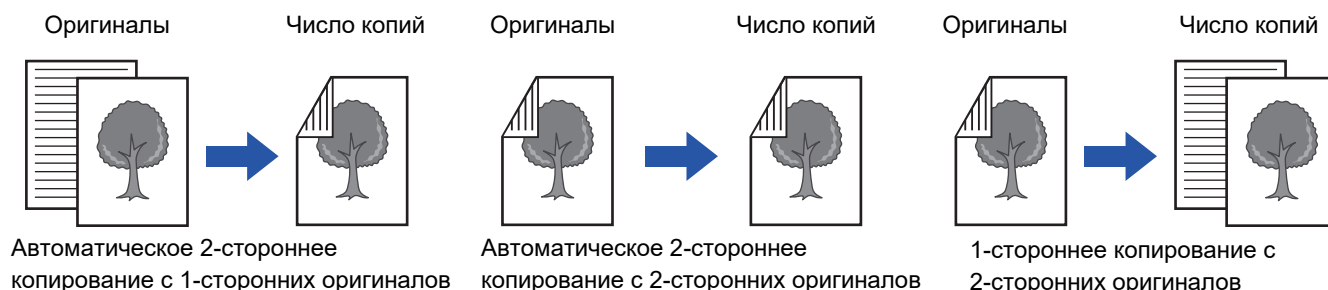 Оригиналы
Число копий
Оригиналы
Число копий
Оригиналы
Число копий
Автоматическое 2-стороннее
копирование с 1-сторонних оригиналов
Автоматическое 2-стороннее
копирование с 2-сторонних оригиналов
1-стороннее копирование с
2-сторонних оригиналов